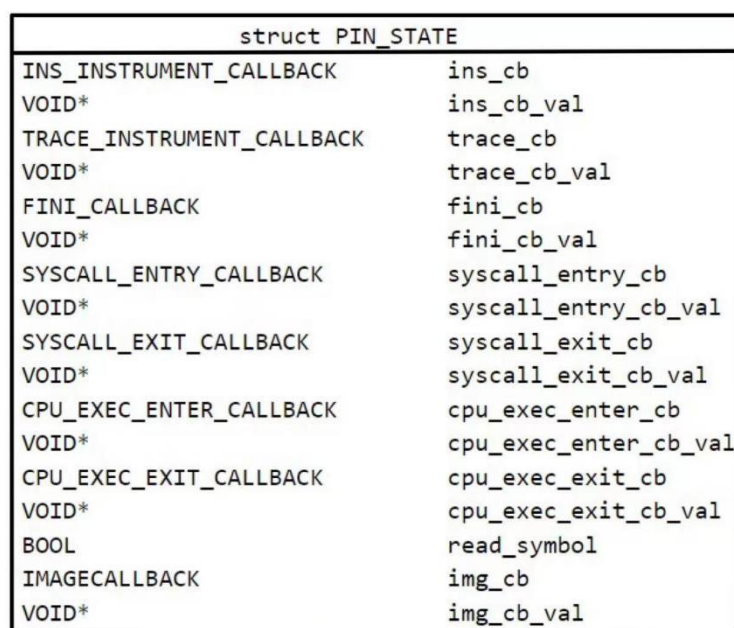 struct PIN_STATE
INS_INSTRUMENT_CALLBACK ins_cb
VOID* ins_cb_val
TRACE_INSTRUMENT_CALLBACK trace_cb
VOID* trace_cb_val
FINI_CALLBACK fini_cb
VOID* fini_cb_val
SYSCALL_ENTRY_CALLBACK syscall_entry_cb
VOID* syscall_entry_cb_val
SYSCALL_EXIT_CALLBACK syscall_exit_cb
VOID* syscall_exit_cb_val
CPU_EXEC_ENTER_CALLBACK cpu_exec_enter_cb
VOID* cpu_exec_enter_cb_val
CPU_EXEC_EXIT_CALLBACK cpu_exec_exit_cb
VOID* cpu_exec_exit_cb_val
BOOL read_symbol
IMAGECALLBACK img_cb
VOID* img_cb_val